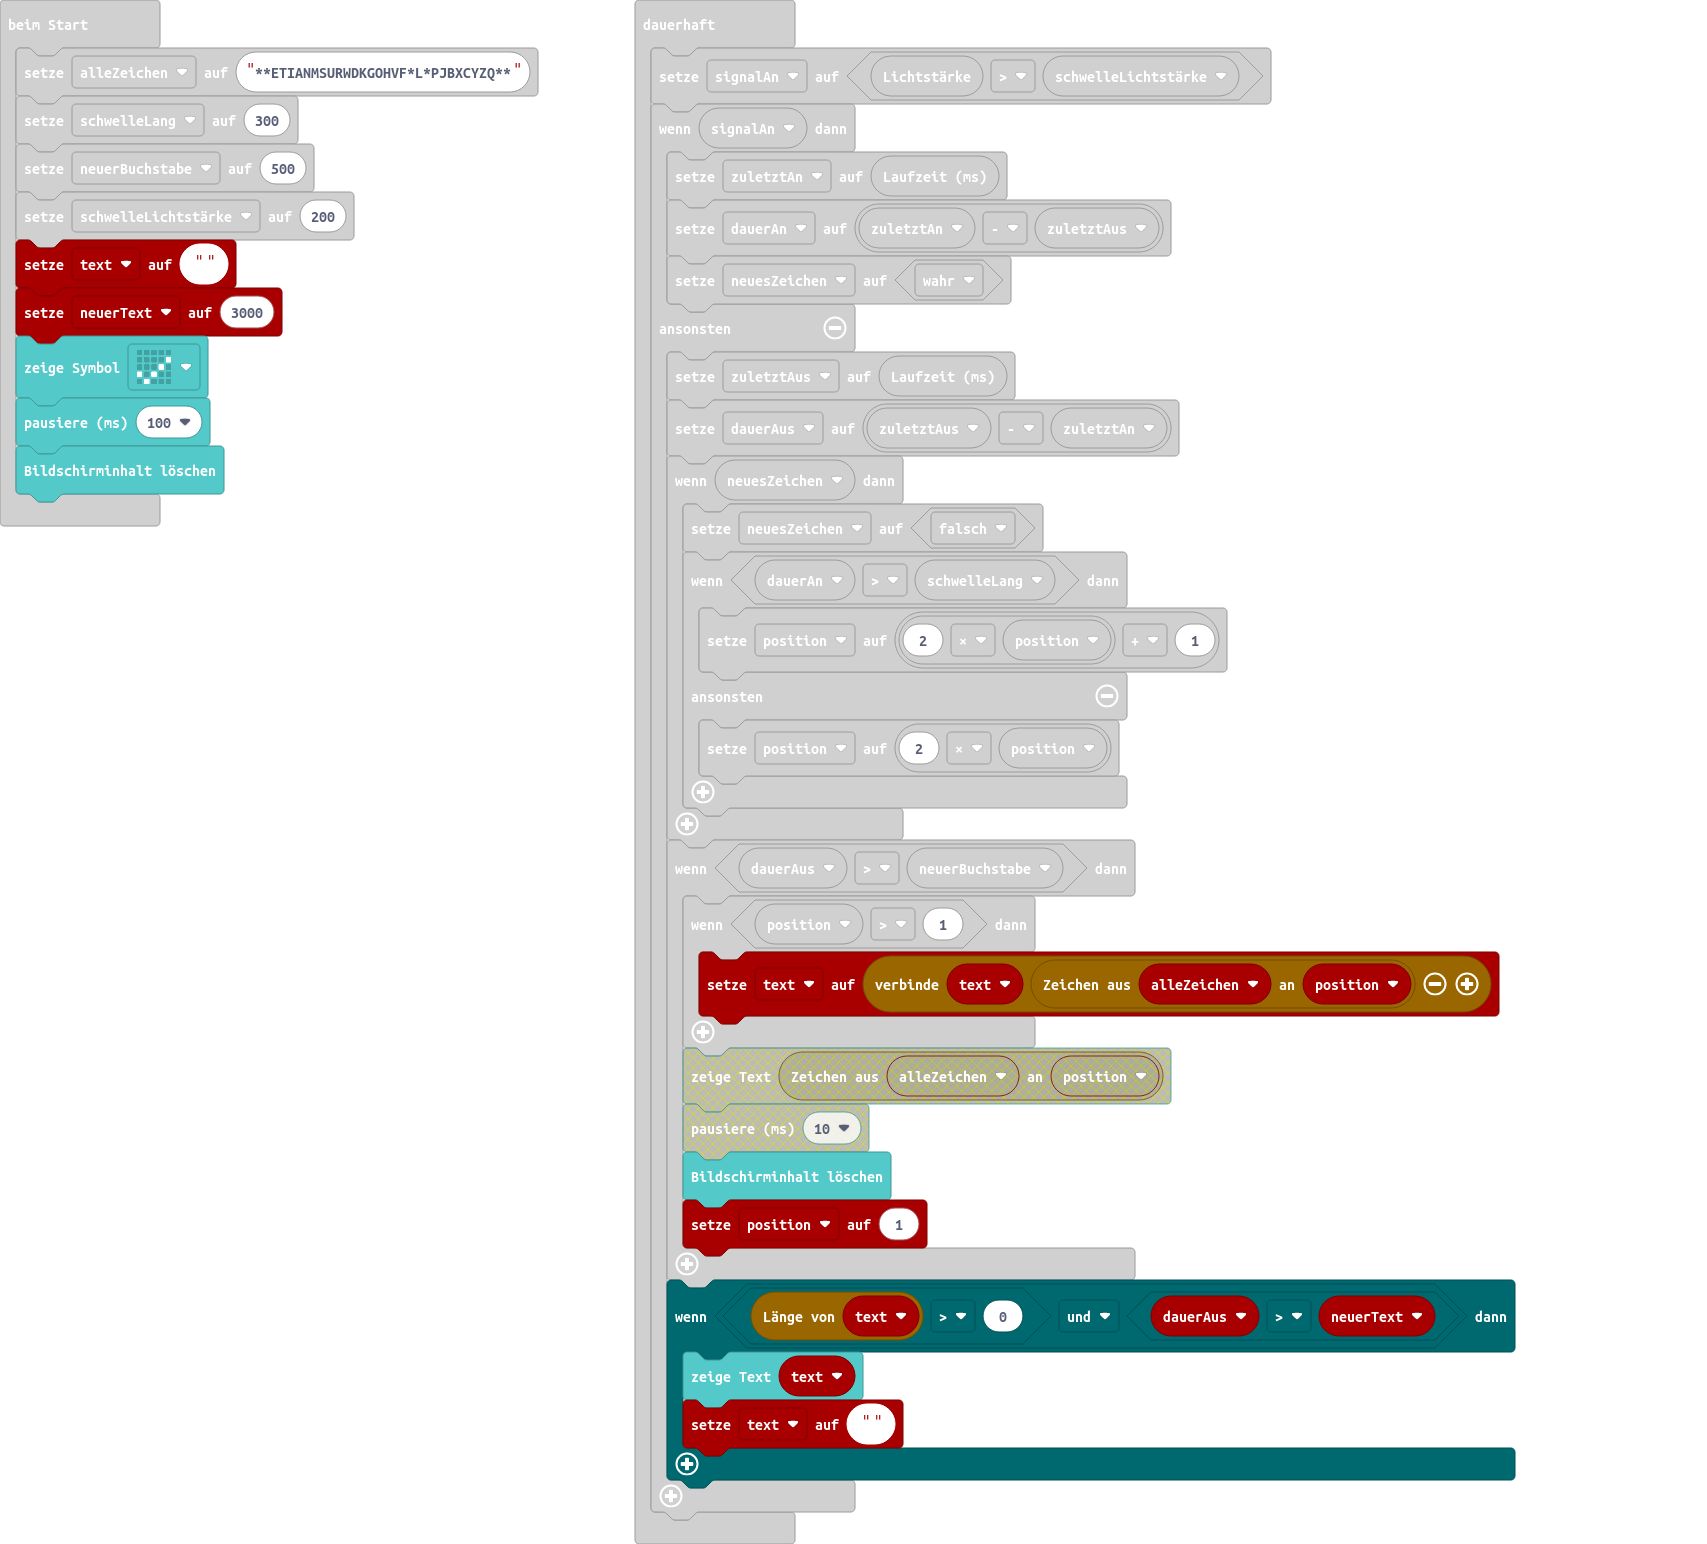 beim Start
setze alleZeichen auf "**ETIANMSURWDKGOHVF*L*PJBXCYZQ**"
setze schwelleLang auf 300
setze neuerBuchstabe auf 500
setze schwelleLichtstärke auf 200
setze text auf " "
setze neuerText auf 3000
zeige Symbol
pausiere (ms) 100
Bildschirminhalt löschen
dauerhaft
setze signalAn auf Lichtstärke > schwelleLichtstärke
wenn signalAn dann
setze zuletztAn auf Laufzeit (ms)
setze dauerAn auf zuletztAn - zuletztAus
setze neuesZeichen auf wahr
ansonsten
setze zuletztAus auf Laufzeit (ms)
setze dauerAus auf zuletztAus - zuletztAn
wenn neuesZeichen dann
setze neuesZeichen auf falsch
wenn dauerAn > schwelleLang dann
setze position auf 2 × position + 1
ansonsten
setze position auf 2 × position
wenn dauerAus > neuerBuchstabe dann
wenn position > 1 dann
setze text auf verbinde text Zeichen aus alleZeichen an position
zeige Text Zeichen aus alleZeichen an position
pausiere (ms) 10
Bildschirminhalt löschen
setze position auf 1
wenn Länge von text > 0 und dauerAus > neuerText dann
zeige Text text
setze text auf " "